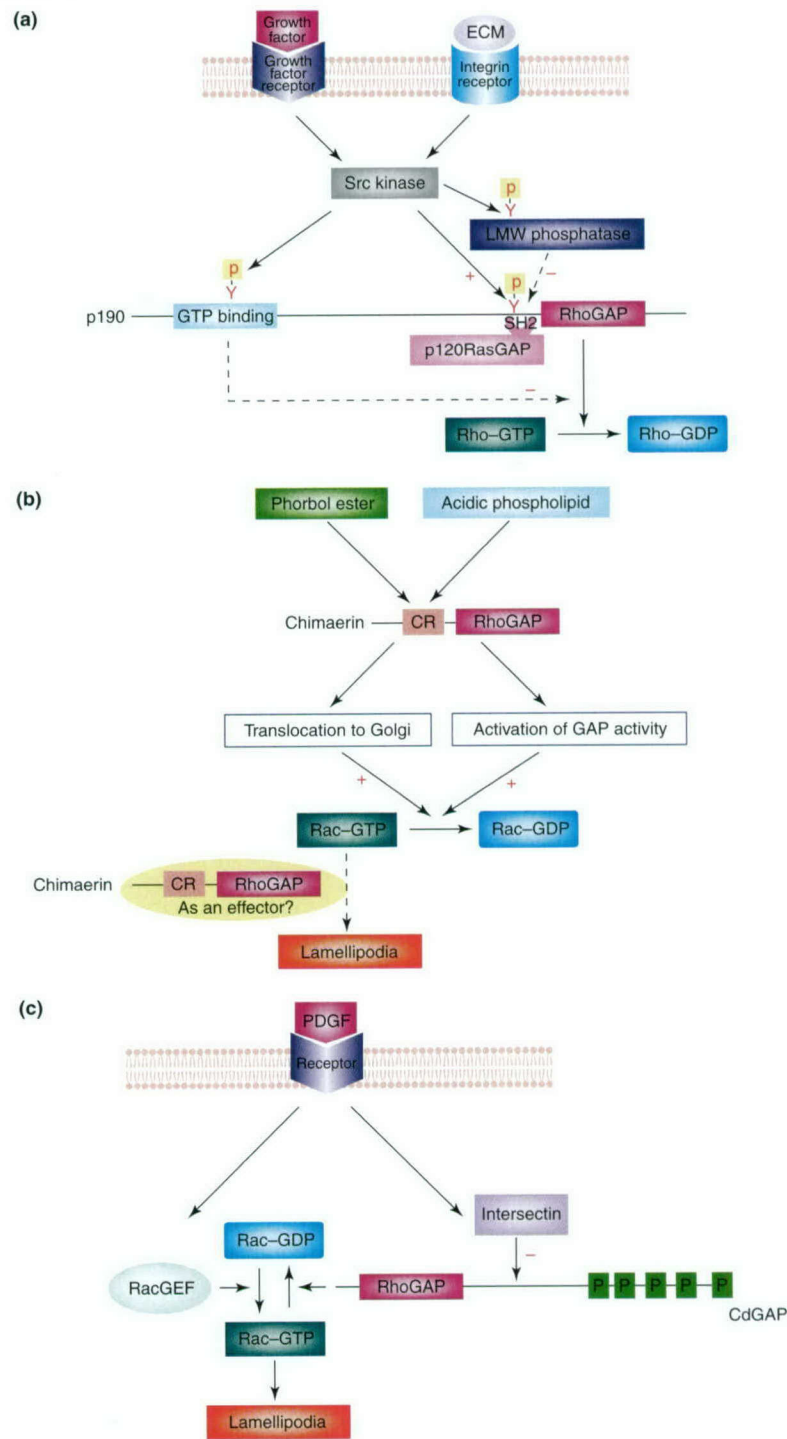 (a)
Growth
factor
Growth
factor
receptor
ECM
Integrin
receptor
Src kinase
p
Y
LMW phosphatase
p
Y
+
p
Y
–
p190
GTP binding
SH2
RhoGAP
p120RasGAP
–
Rho–GTP
Rho–GDP
(b)
Phorbol ester
Acidic phospholipid
Chimaerin
CR
RhoGAP
Translocation to Golgi
Activation of GAP activity
+
+
Rac–GTP
Rac–GDP
Chimaerin
CR
RhoGAP
As an effector?
Lamellipodia
(c)
PDGF
Receptor
Intersectin
–
Rac–GDP
RacGEF
RhoGAP
P P P P P
CdGAP
Rac–GTP
Lamellipodia